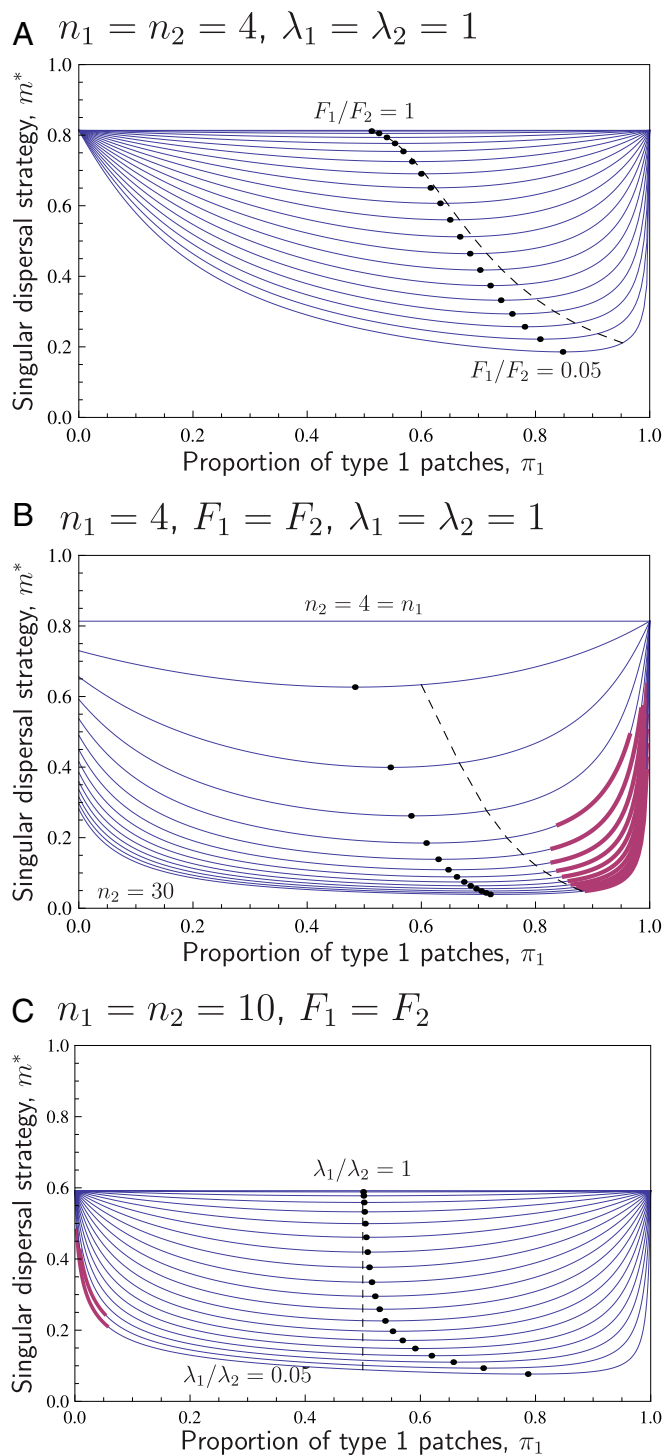 A n₁ = n₂ = 4, λ₁ = λ₂ = 1
Singular dispersal strategy, m*
1.0
0.8
0.6
0.4
0.2
0.0
F₁/F₂ = 1
F₁/F₂ = 0.05
0.0 0.2 0.4 0.6 0.8 1.0
Proportion of type 1 patches, π₁
B n₁ = 4, F₁ = F₂, λ₁ = λ₂ = 1
Singular dispersal strategy, m*
1.0
0.8
0.6
0.4
0.2
0.0
n₂ = 4 = n₁
n₂ = 30
0.0 0.2 0.4 0.6 0.8 1.0
Proportion of type 1 patches, π₁
C n₁ = n₂ = 10, F₁ = F₂
Singular dispersal strategy, m*
1.0
0.8
0.6
0.4
0.2
0.0
λ₁/λ₂ = 1
λ₁/λ₂ = 0.05
0.0 0.2 0.4 0.6 0.8 1.0
Proportion of type 1 patches, π₁